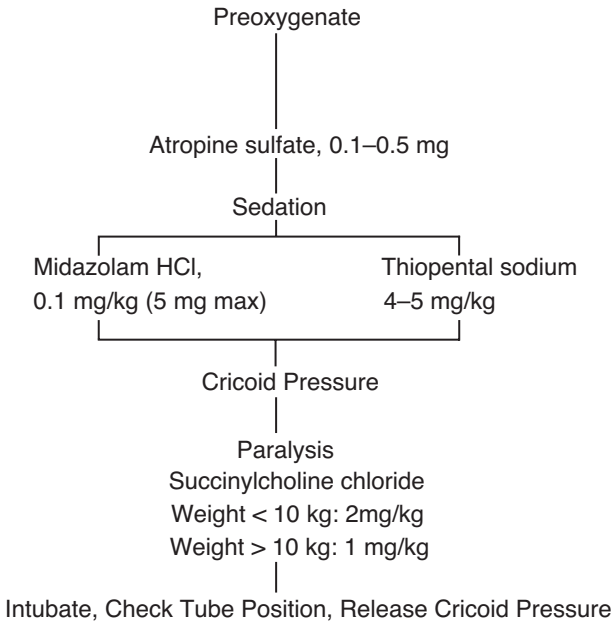 Preoxygenate
Atropine sulfate, 0.1–0.5 mg
Sedation
Midazolam HCl,
0.1 mg/kg (5 mg max)
Thiopental sodium
4–5 mg/kg
Cricoid Pressure
Paralysis
Succinylcholine chloride
Weight < 10 kg: 2mg/kg
Weight > 10 kg: 1 mg/kg
Intubate, Check Tube Position, Release Cricoid Pressure